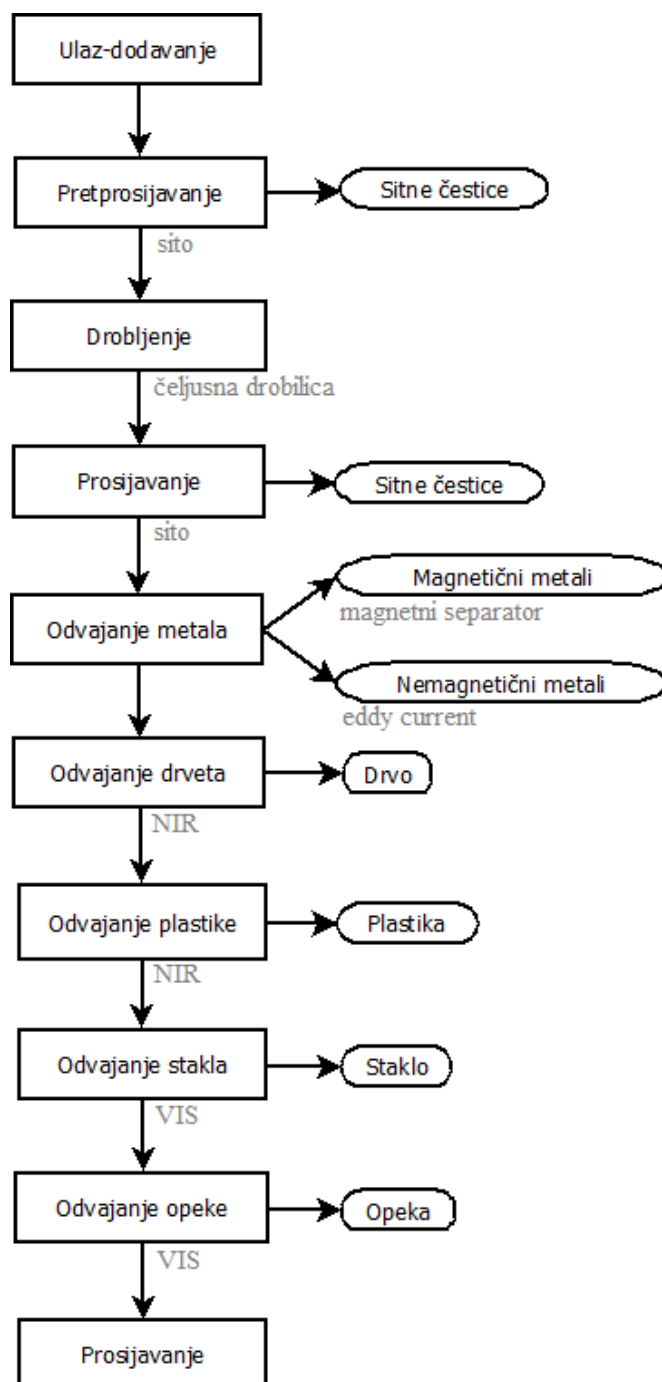 Ulaz-dodavanje
Pretprosijavanje
Sitne čestice
sito
Drobljenje
čeljusna drobilica
Prosijavanje
Sitne čestice
sito
Magnetični metali
magnetni separator
Odvajanje metala
Nemagnetični metali
eddy current
Odvajanje drveta
Drvo
NIR
Odvajanje plastike
Plastika
NIR
Odvajanje stakla
Staklo
VIS
Odvajanje opeke
Opeka
VIS
Prosijavanje